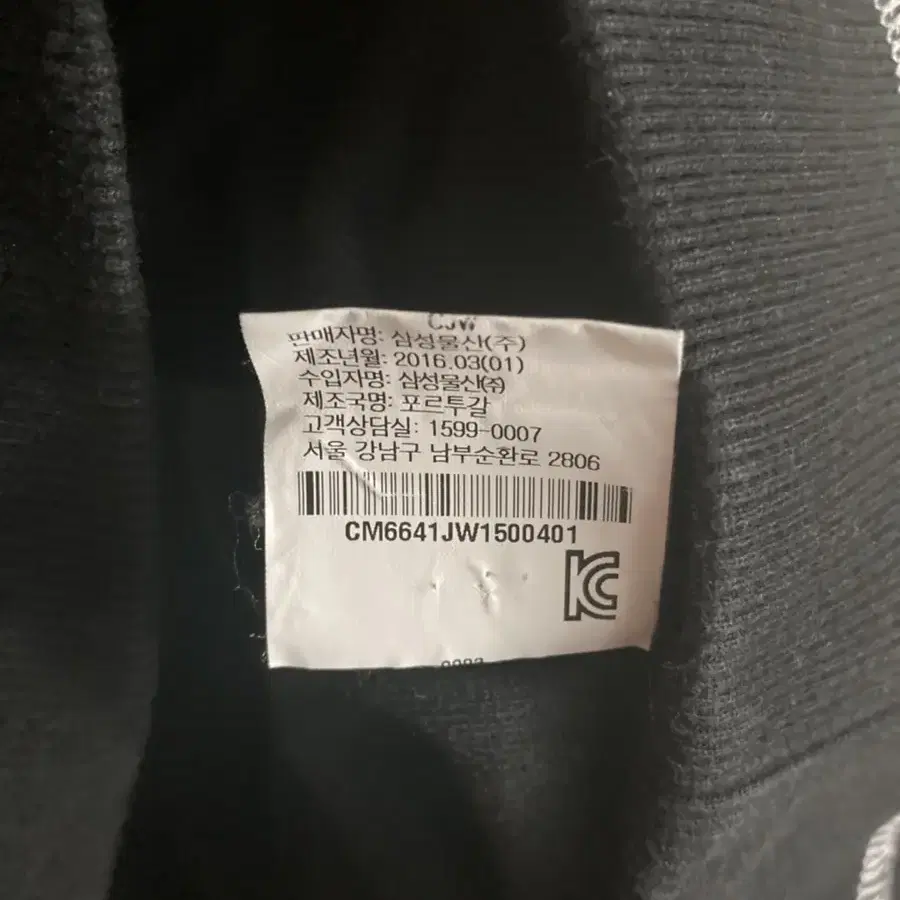 CJW
판매자명: 삼성물산(주)
제조년월: 2016.03(01)
수입자명: 삼성물산㈜
제조국명: 포르투갈
고객상담실: 1599-0007
서울 강남구 남부순환로 2806
CM6641JW1500401
KC